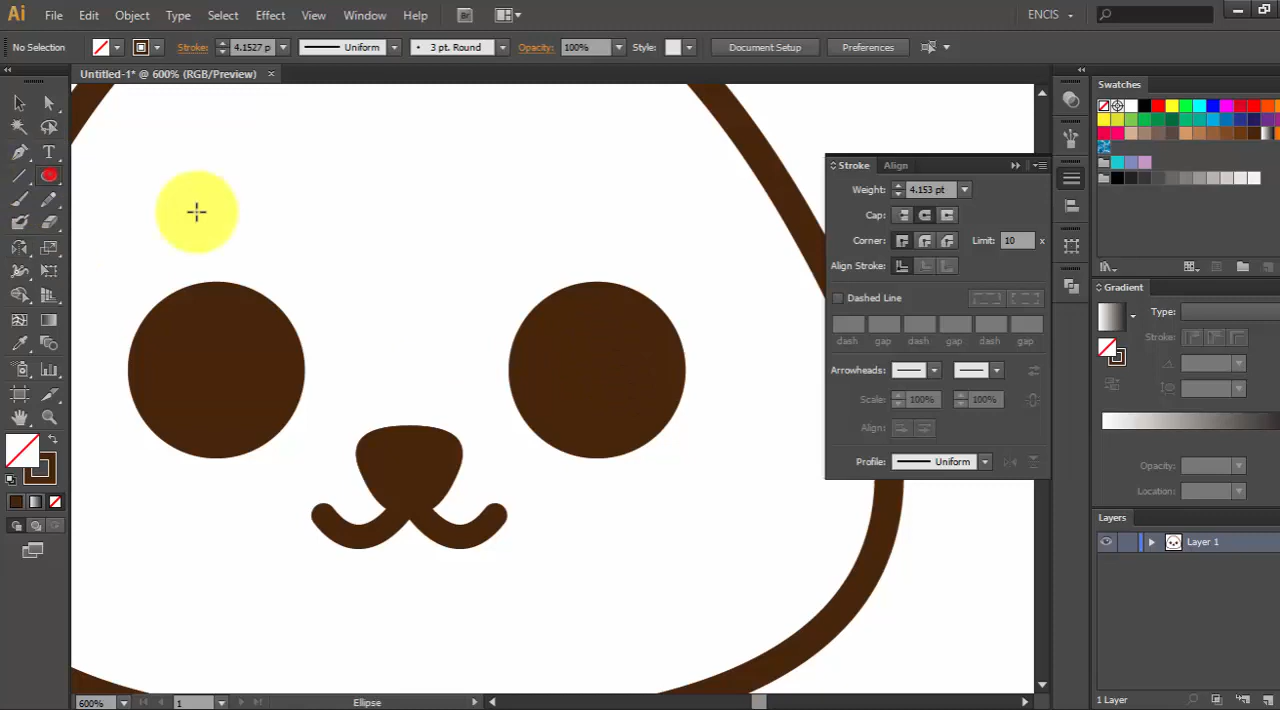 Ai File Edit Object Type Select Effect View Window Help ENCIS
No Selection Stroke: 4.1527 p Uniform 3 pt. Round Opacity: 100% Style: Document Setup Preferences
Untitled-1* @ 600% (RGB/Preview) ×
Swatches
Stroke Align
Weight: 4.153 pt
Cap:
Corner: Limit: 10 x
Align Stroke:
Dashed Line
dash gap dash gap dash gap
Arrowheads:
Scale: 100% 100%
Align:
Profile: Uniform
Gradient
Type:
Stroke:
Opacity:
Location:
Layers
Layer 1
1 Layer
600% 1 Ellipse